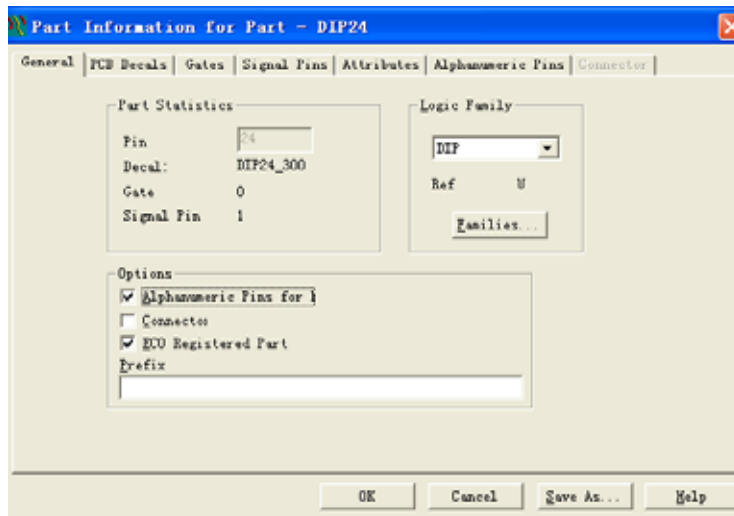 Part Information for Part - DIP24
General PCB Decals Gates Signal Pins Attributes Alphanumeric Pins Connector
Part Statistics
Pin 24
Decal: DIP24_300
Gate 0
Signal Pin 1
Logic Family
DIP
Ref U
Families...
Options
Alphanumeric Pins for
Connector
ECO Registered Part
Prefix
OK Cancel Save As... Help